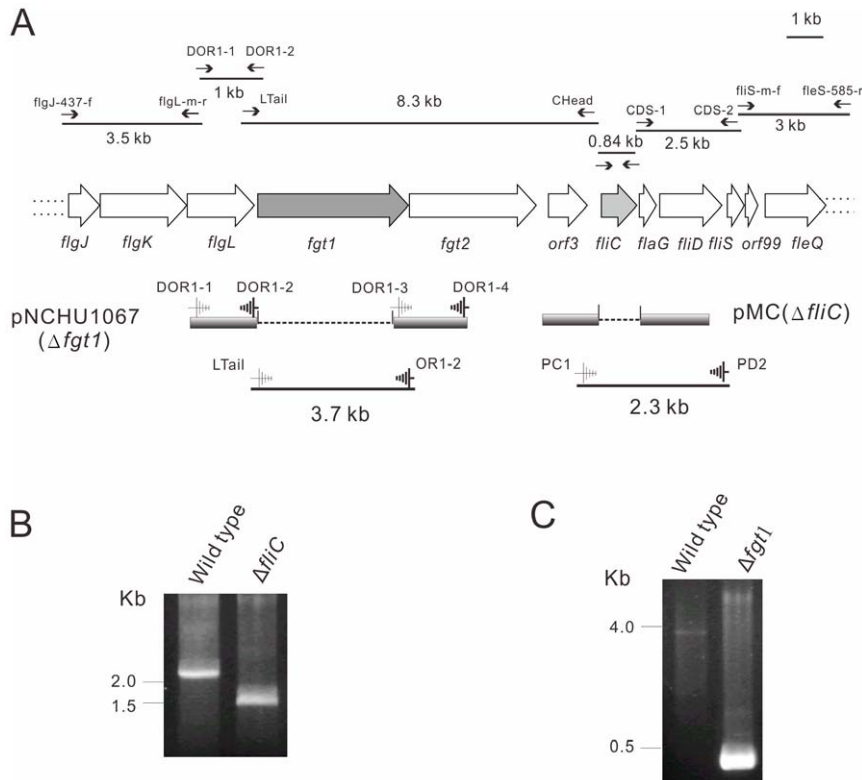 A
1 kb
DOR1-1 DOR1-2
1 kb
flgJ-437-f flgL-m-r LTail 8.3 kb CHead CDS-1 CDS-2 fliS-m-f fleS-585-r
3.5 kb 0.84 kb 2.5 kb 3 kb
flgJ flgK flgL fgt1 fgt2 orf3 fliC flaG fliD fliS orf99 fleQ
DOR1-1 DOR1-2 DOR1-3 DOR1-4
pNCHU1067
(Δfgt1)
pMC(ΔfliC)
LTail OR1-2 PC1 PD2
3.7 kb 2.3 kb
B
Wild type ΔfliC
Kb
2.0
1.5
C
Wild type Δfgt1
Kb
4.0
0.5